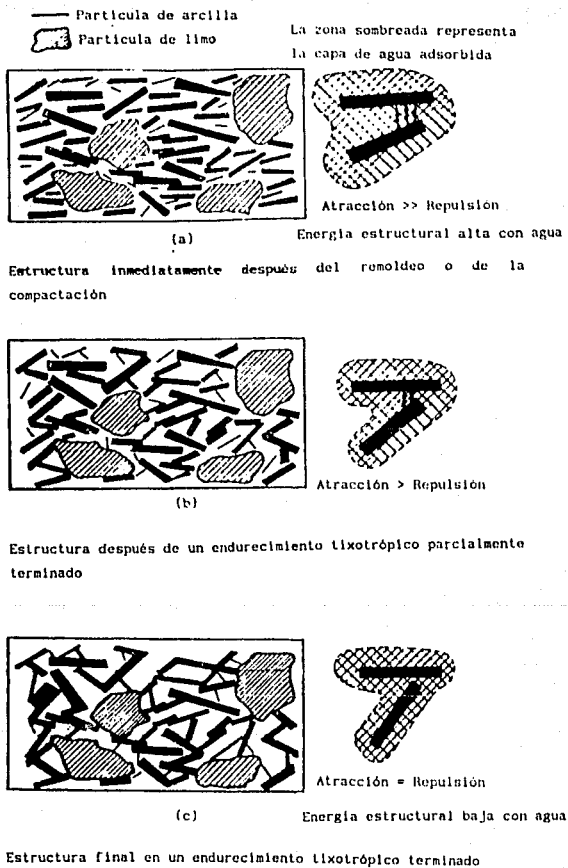 Partícula de arcilla
Partícula de limo
La zona sombreada representa
la capa de agua adsorbida
Atracción >> Repulsión
(a)
Energía estructural alta con agua
Estructura inmediatamente después del remoldeo o de la
compactación
Atracción > Repulsión
(b)
Estructura después de un endurecimiento tixotrópico parcialmente
terminado
Atracción = Repulsión
(c)
Energía estructural baja con agua
Estructura final en un endurecimiento tixotrópico terminado